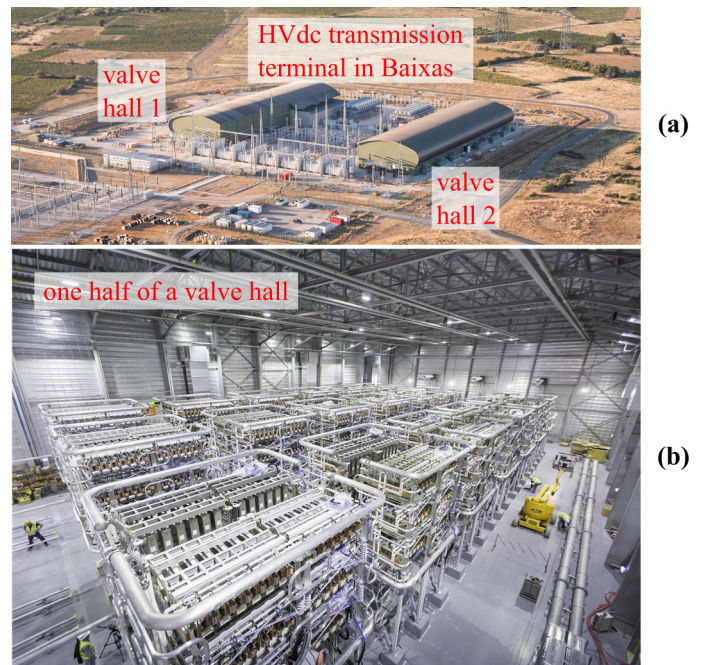 HVdc transmission
terminal in Baixas
valve
hall 1
(a)
valve
hall 2
one half of a valve hall
(b)